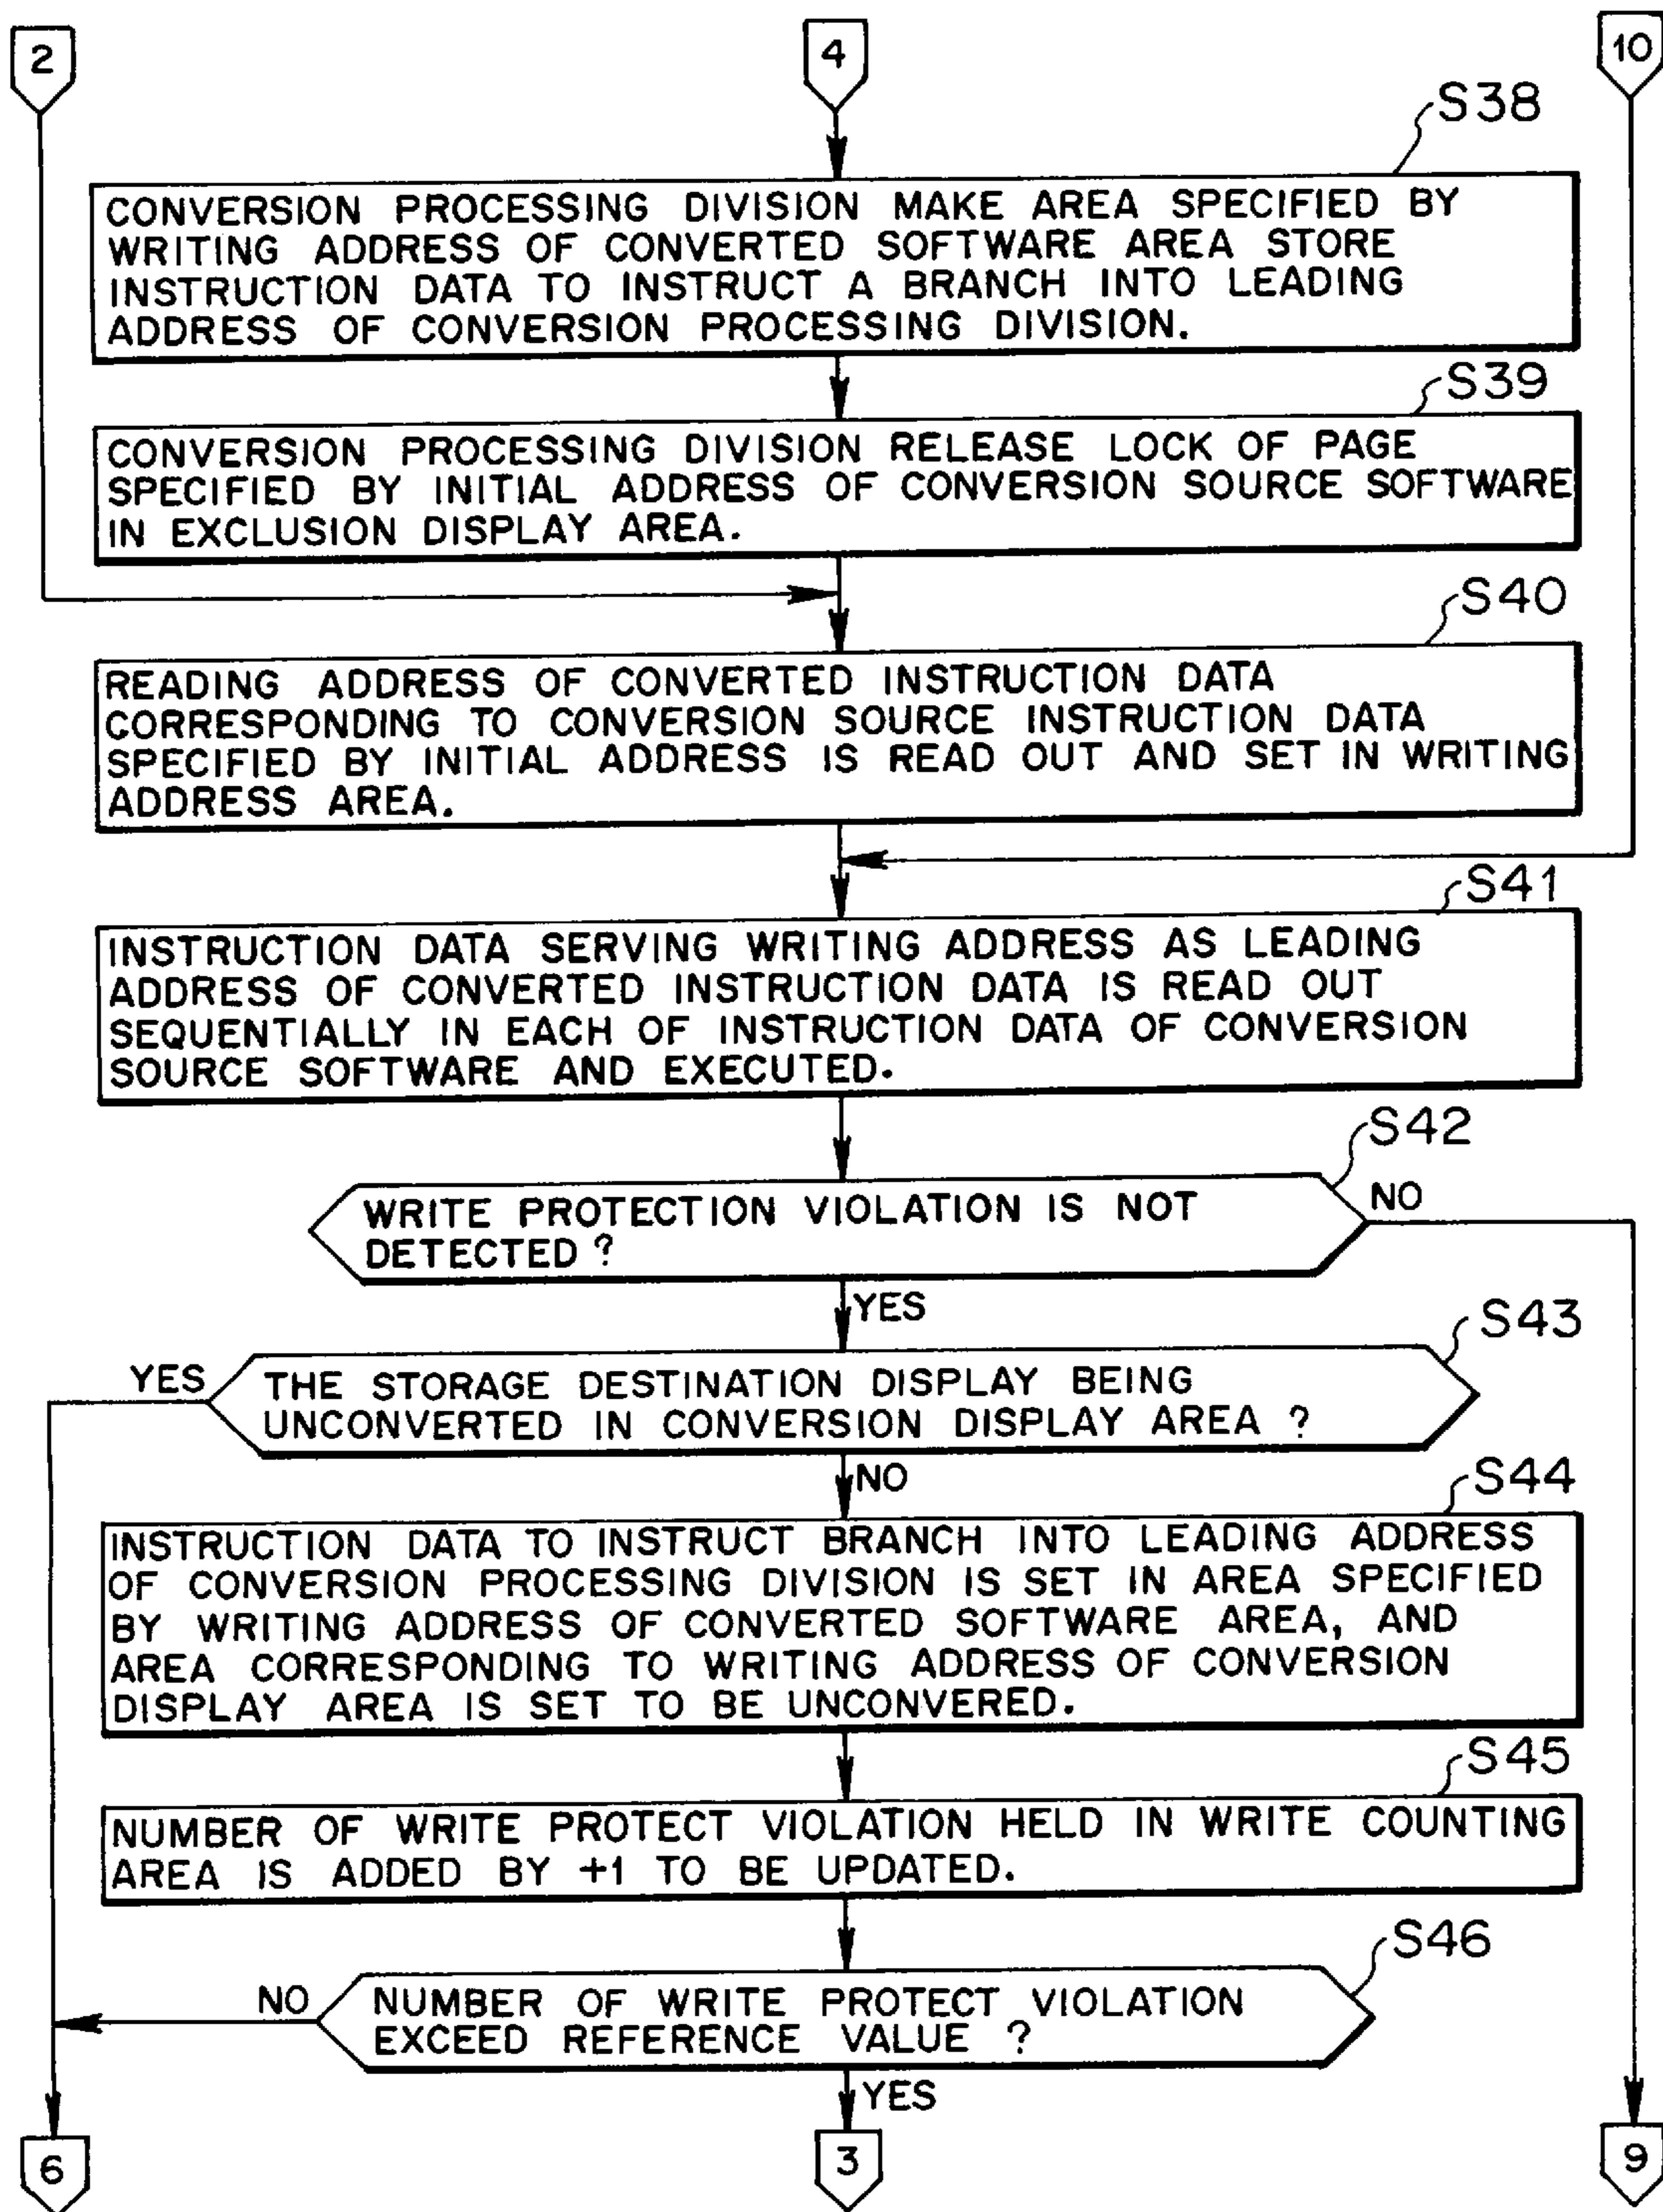 2
4
10
S38
CONVERSION PROCESSING DIVISION MAKE AREA SPECIFIED BY
WRITING ADDRESS OF CONVERTED SOFTWARE AREA STORE
INSTRUCTION DATA TO INSTRUCT A BRANCH INTO LEADING
ADDRESS OF CONVERSION PROCESSING DIVISION.
S39
CONVERSION PROCESSING DIVISION RELEASE LOCK OF PAGE
SPECIFIED BY INITIAL ADDRESS OF CONVERSION SOURCE SOFTWARE
IN EXCLUSION DISPLAY AREA.
S40
READING ADDRESS OF CONVERTED INSTRUCTION DATA
CORRESPONDING TO CONVERSION SOURCE INSTRUCTION DATA
SPECIFIED BY INITIAL ADDRESS IS READ OUT AND SET IN WRITING
ADDRESS AREA.
S41
INSTRUCTION DATA SERVING WRITING ADDRESS AS LEADING
ADDRESS OF CONVERTED INSTRUCTION DATA IS READ OUT
SEQUENTIALLY IN EACH OF INSTRUCTION DATA OF CONVERSION
SOURCE SOFTWARE AND EXECUTED.
S42
WRITE PROTECTION VIOLATION IS NOT
DETECTED ?
NO
YES
S43
YES
THE STORAGE DESTINATION DISPLAY BEING
UNCONVERTED IN CONVERSION DISPLAY AREA ?
NO
S44
INSTRUCTION DATA TO INSTRUCT BRANCH INTO LEADING ADDRESS
OF CONVERSION PROCESSING DIVISION IS SET IN AREA SPECIFIED
BY WRITING ADDRESS OF CONVERTED SOFTWARE AREA, AND
AREA CORRESPONDING TO WRITING ADDRESS OF CONVERSION
DISPLAY AREA IS SET TO BE UNCONVERED.
S45
NUMBER OF WRITE PROTECT VIOLATION HELD IN WRITE COUNTING
AREA IS ADDED BY +1 TO BE UPDATED.
S46
NO
NUMBER OF WRITE PROTECT VIOLATION
EXCEED REFERENCE VALUE ?
YES
6
3
9